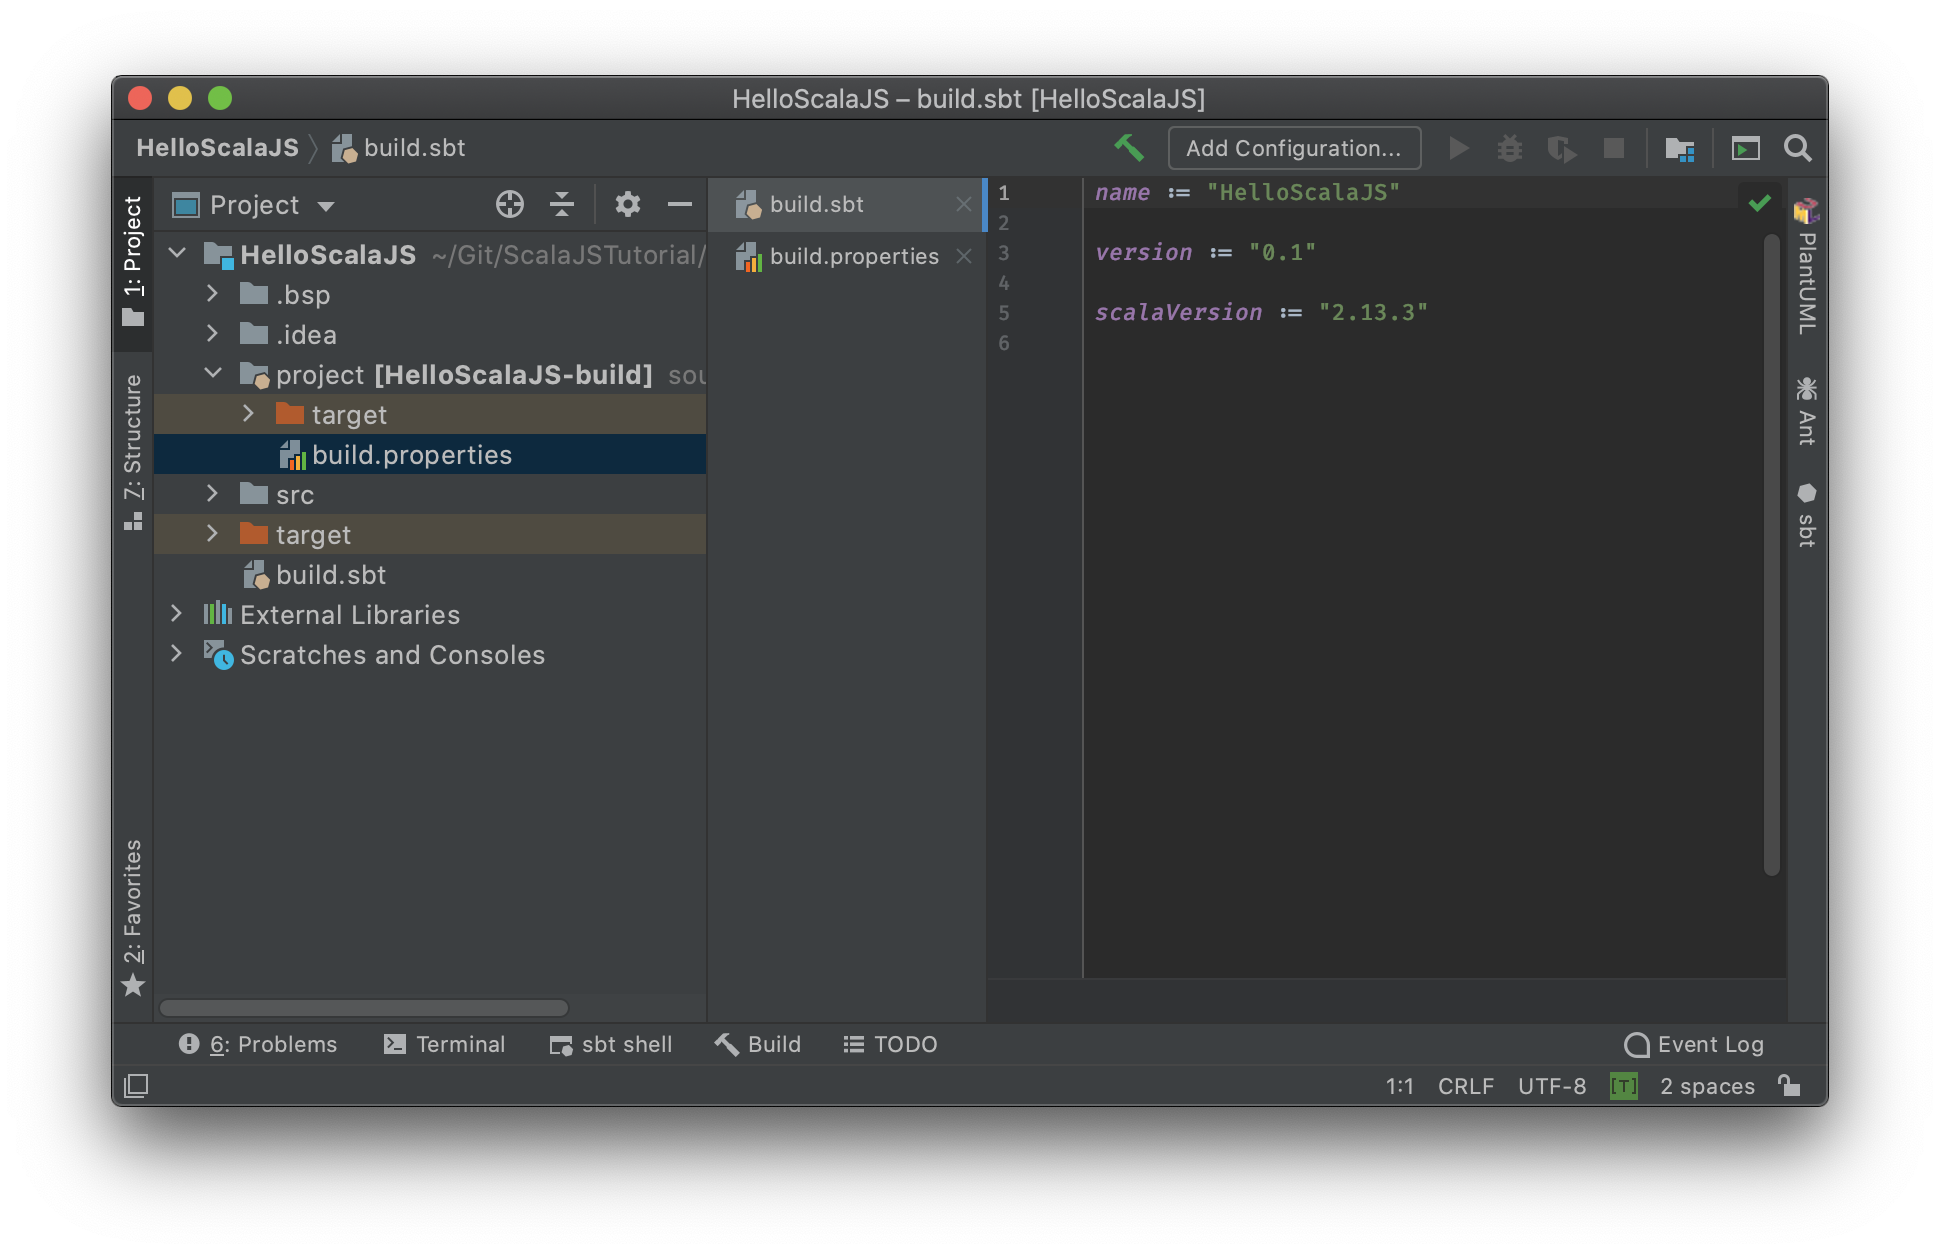 HelloScalaJS – build.sbt [HelloScalaJS]
HelloScalaJS build.sbt
Add Configuration...
1: Project
7: Structure
2: Favorites
Project
HelloScalaJS ~/Git/ScalaJSTutorial/
.bsp
.idea
project [HelloScalaJS-build] sou
target
build.properties
src
target
build.sbt
External Libraries
Scratches and Consoles
build.sbt
build.properties
1 name := "HelloScalaJS"
2
3 version := "0.1"
4
5 scalaVersion := "2.13.3"
6
PlantUML
Ant
sbt
6: Problems Terminal sbt shell Build TODO Event Log
1:1 CRLF UTF-8 [T] 2 spaces